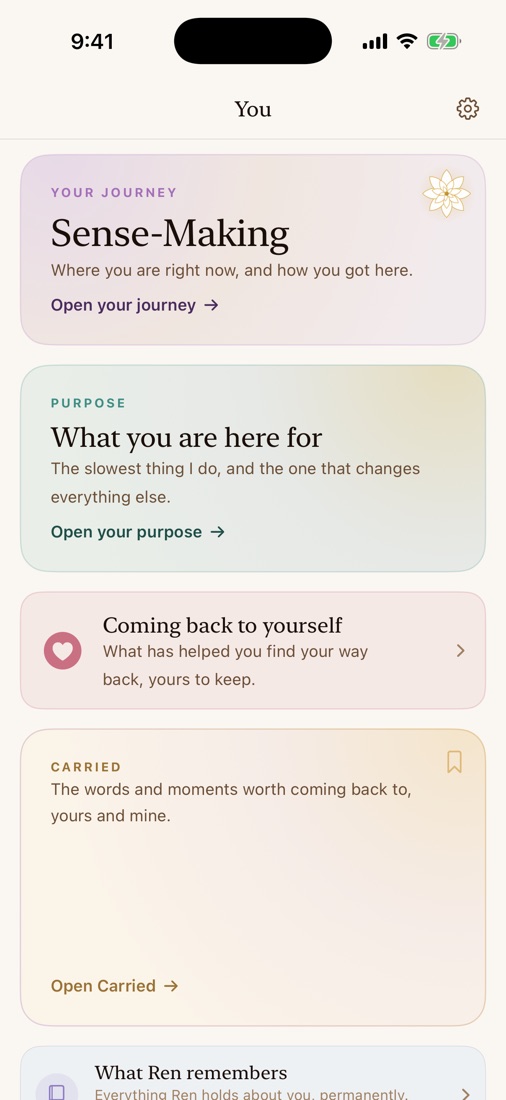 9:41
You
YOUR JOURNEY
Sense-Making
Where you are right now, and how you got here.
Open your journey →
PURPOSE
What you are here for
The slowest thing I do, and the one that changes
everything else.
Open your purpose →
Coming back to yourself
What has helped you find your way
back, yours to keep.
CARRIED
The words and moments worth coming back to,
yours and mine.
Open Carried →
What Ren remembers
Everything Ren holds about you, permanently.